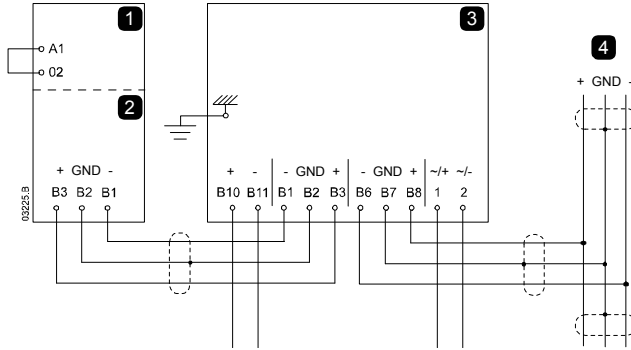 1
3
A1
02
4
+ GND -
2
+ GND -
+ - - GND + - GND + ~/+ ~/-
B3 B2 B1
B10 B11 B1 B2 B3 B6 B7 B8 1 2
03225.B